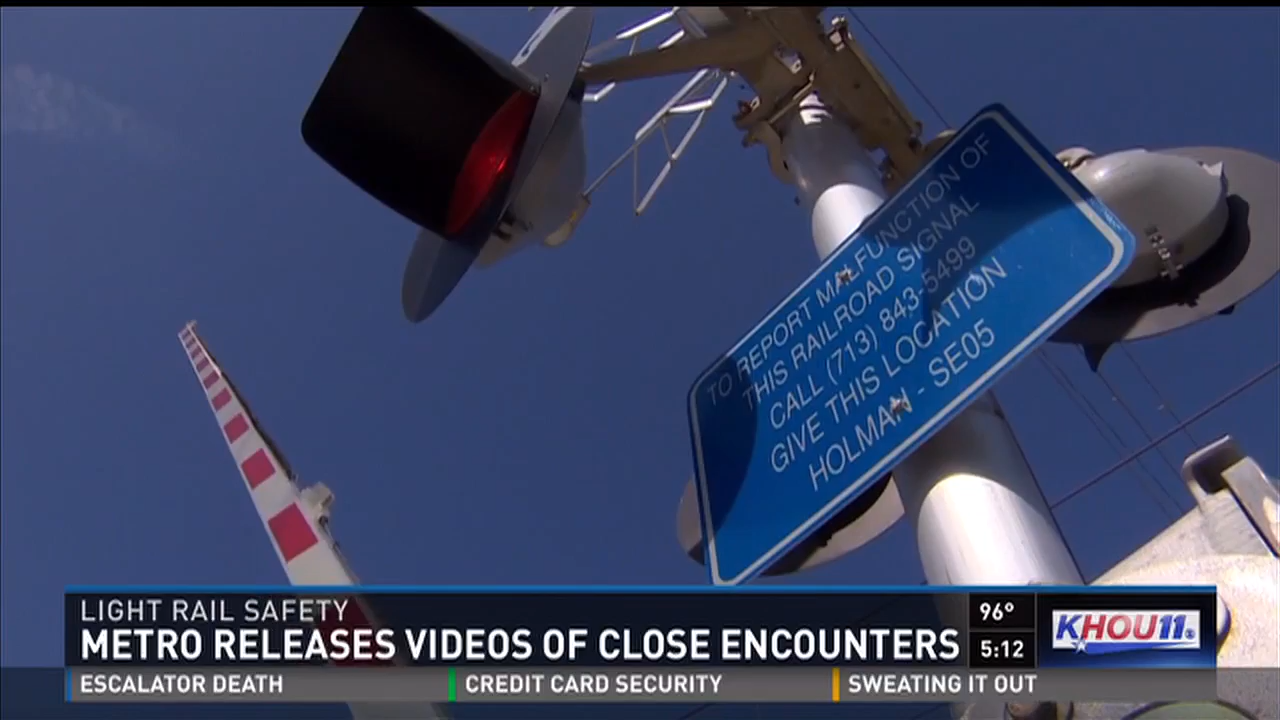 TO REPORT MALFUNCTION OF
THIS RAILROAD SIGNAL
CALL (713) 843-5499
GIVE THIS LOCATION
HOLMAN - SE05
LIGHT RAIL SAFETY
METRO RELEASES VIDEOS OF CLOSE ENCOUNTERS
96°
5:12
KHOU11
ESCALATOR DEATH
CREDIT CARD SECURITY
SWEATING IT OUT